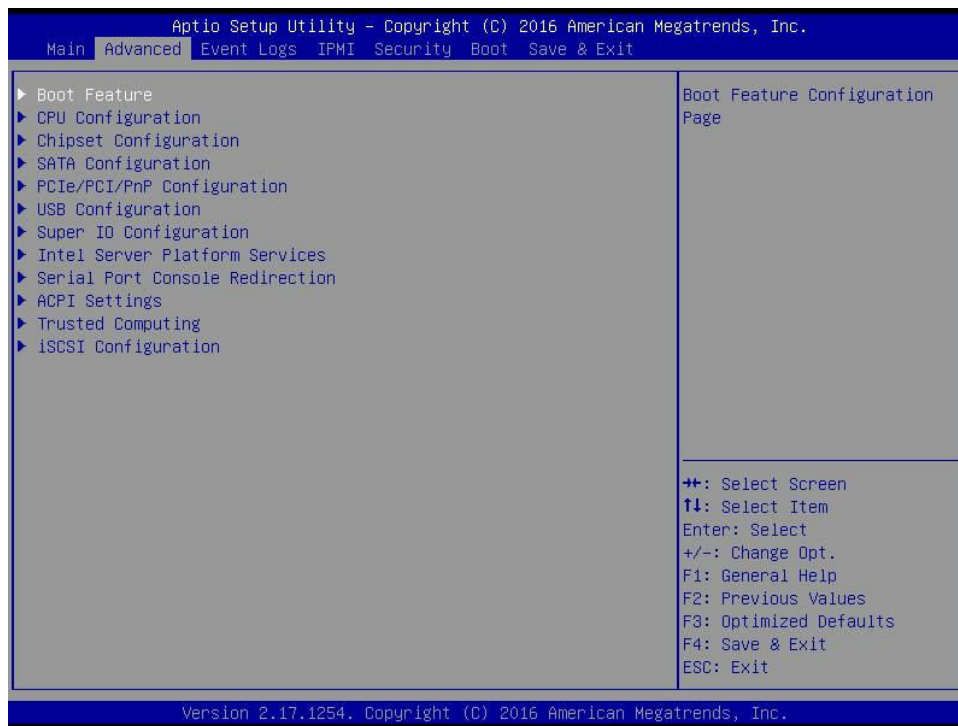 Aptio Setup Utility – Copyright (C) 2016 American Megatrends, Inc.
Main Advanced Event Logs IPMI Security Boot Save & Exit
▶ Boot Feature
▶ CPU Configuration
▶ Chipset Configuration
▶ SATA Configuration
▶ PCIe/PCI/PnP Configuration
▶ USB Configuration
▶ Super IO Configuration
▶ Intel Server Platform Services
▶ Serial Port Console Redirection
▶ ACPI Settings
▶ Trusted Computing
▶ iSCSI Configuration
Boot Feature Configuration
Page
→←: Select Screen
↑↓: Select Item
Enter: Select
+/-: Change Opt.
F1: General Help
F2: Previous Values
F3: Optimized Defaults
F4: Save & Exit
ESC: Exit
Version 2.17.1254. Copyright (C) 2016 American Megatrends, Inc.